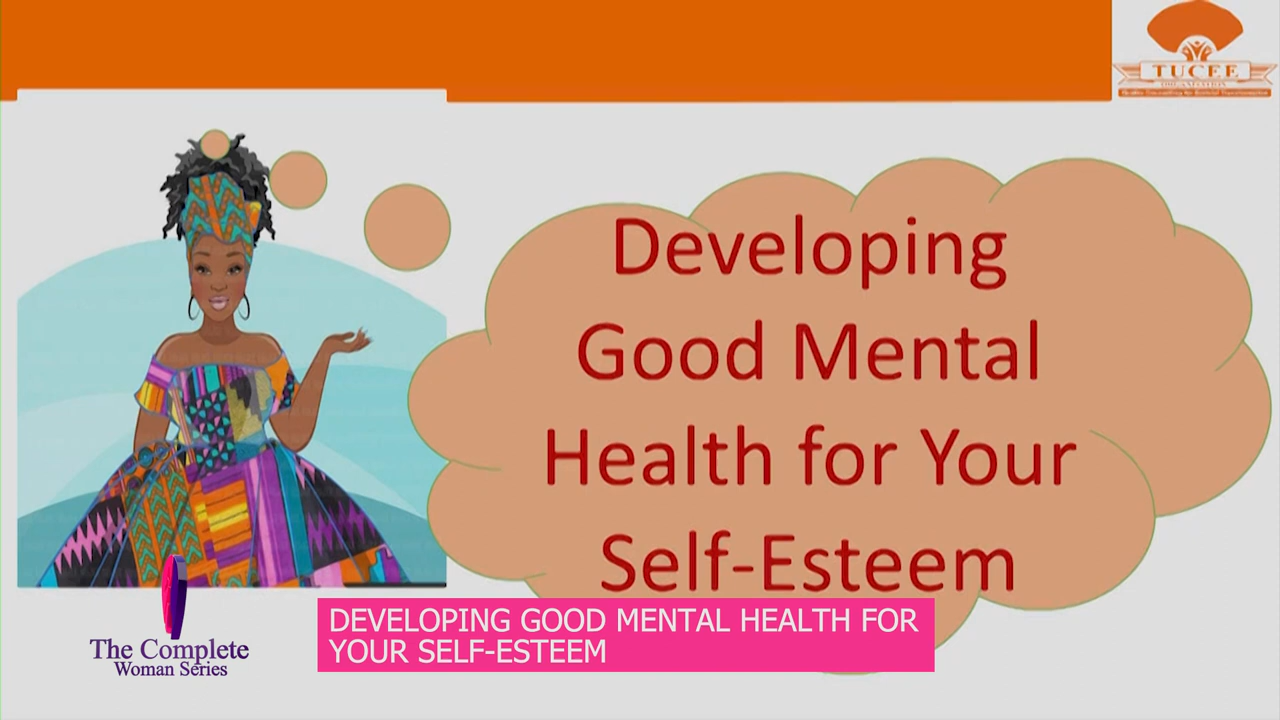 TUCEE
Developing
Good Mental
Health for Your
Self-Esteem
DEVELOPING GOOD MENTAL HEALTH FOR
YOUR SELF-ESTEEM
The Complete
Woman Series